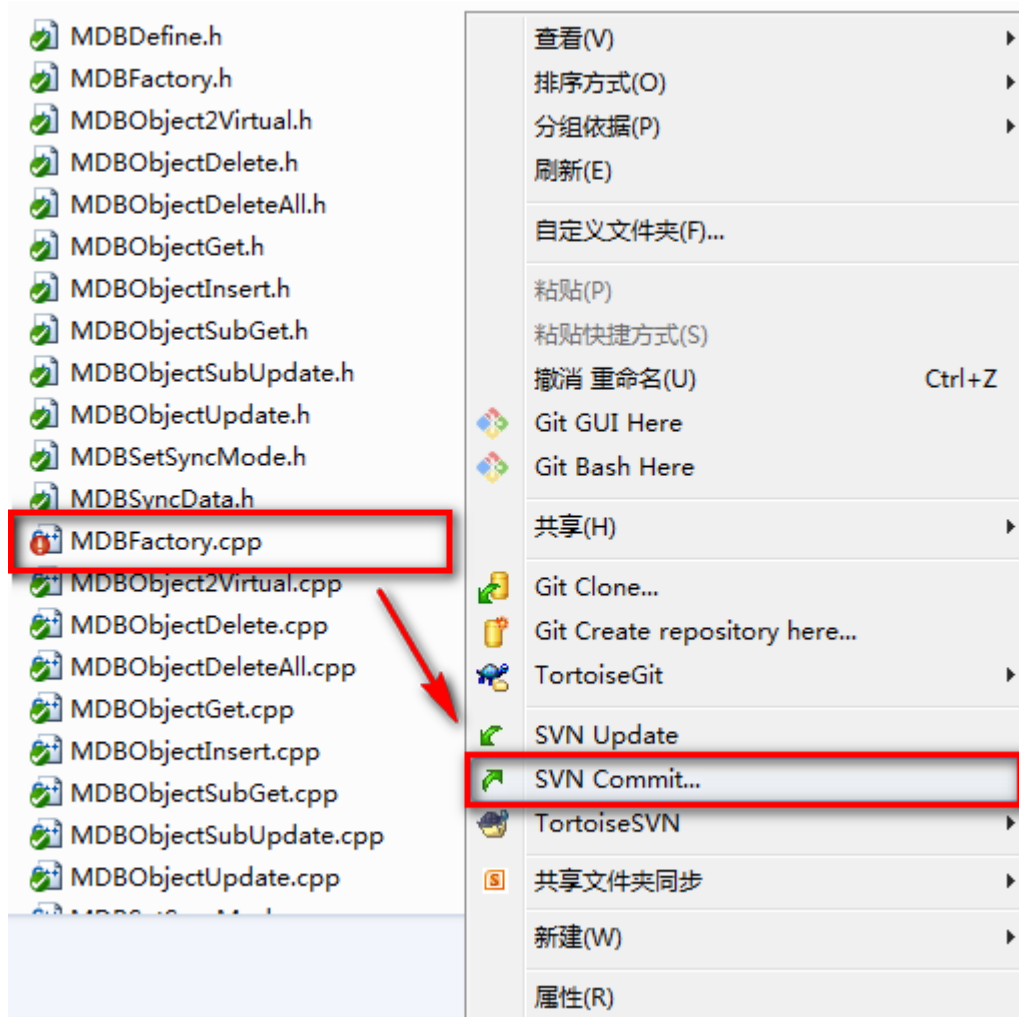 MDBDefine.h
MDBFactory.h
MDBObject2Virtual.h
MDBObjectDelete.h
MDBObjectDeleteAll.h
MDBObjectGet.h
MDBObjectInsert.h
MDBObjectSubGet.h
MDBObjectSubUpdate.h
MDBObjectUpdate.h
MDBSetSyncMode.h
MDBSyncData.h
MDBFactory.cpp
MDBObject2Virtual.cpp
MDBObjectDelete.cpp
MDBObjectDeleteAll.cpp
MDBObjectGet.cpp
MDBObjectInsert.cpp
MDBObjectSubGet.cpp
MDBObjectSubUpdate.cpp
MDBObjectUpdate.cpp
查看(V)
排序方式(O)
分组依据(P)
刷新(E)
自定义文件夹(F)...
粘贴(P)
粘贴快捷方式(S)
撤消 重命名(U) Ctrl+Z
Git GUI Here
Git Bash Here
共享(H)
Git Clone...
Git Create repository here...
TortoiseGit
SVN Update
SVN Commit...
TortoiseSVN
共享文件夹同步
新建(W)
属性(R)